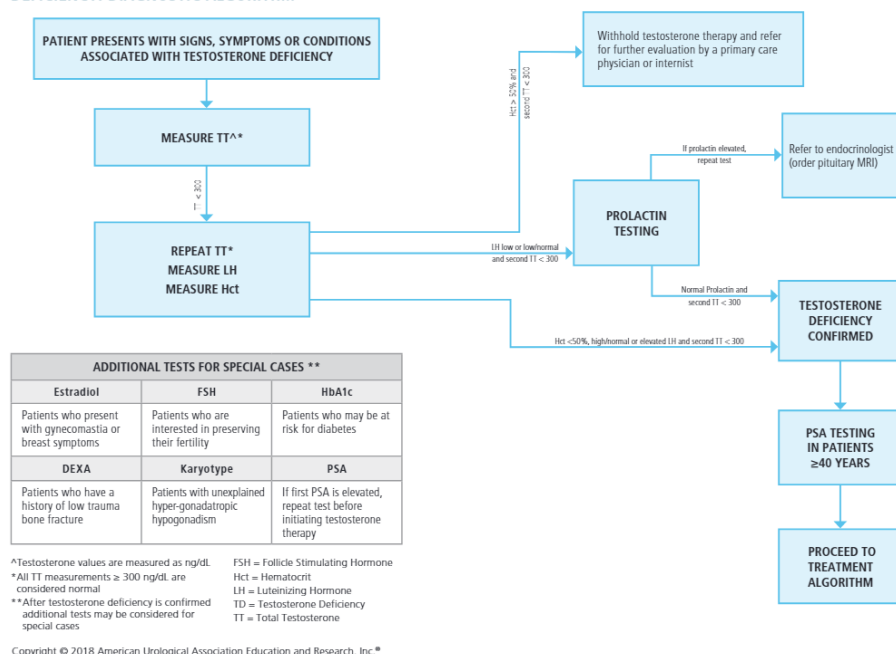 PATIENT PRESENTS WITH SIGNS, SYMPTOMS OR CONDITIONS
ASSOCIATED WITH TESTOSTERONE DEFICIENCY
MEASURE TT^*
TT < 300
REPEAT TT*
MEASURE LH
MEASURE Hct
Hct > 50% and
second TT < 300
Withhold testosterone therapy and refer
for further evaluation by a primary care
physician or internist
LH low or low/normal
and second TT < 300
PROLACTIN
TESTING
If prolactin elevated,
repeat test
Refer to endocrinologist
(order pituitary MRI)
Normal Prolactin and
second TT < 300
Hct <50%, high/normal or elevated LH and second TT < 300
TESTOSTERONE
DEFICIENCY
CONFIRMED
PSA TESTING
IN PATIENTS
≥40 YEARS
PROCEED TO
TREATMENT
ALGORITHM
ADDITIONAL TESTS FOR SPECIAL CASES **
Estradiol FSH HbA1c
Patients who present Patients who are Patients who may be at
with gynecomastia or interested in preserving risk for diabetes
breast symptoms their fertility
DEXA Karyotype PSA
Patients who have a Patients with unexplained If first PSA is elevated,
history of low trauma hyper-gonadatropic repeat test before
bone fracture hypogonadism initiating testosterone
therapy
^Testosterone values are measured as ng/dL
*All TT measurements ≥ 300 ng/dL are
considered normal
**After testosterone deficiency is confirmed
additional tests may be considered for
special cases
FSH = Follicle Stimulating Hormone
Hct = Hematocrit
LH = Luteinizing Hormone
TD = Testosterone Deficiency
TT = Total Testosterone
Copyright © 2018 American Urological Association Education and Research, Inc.®